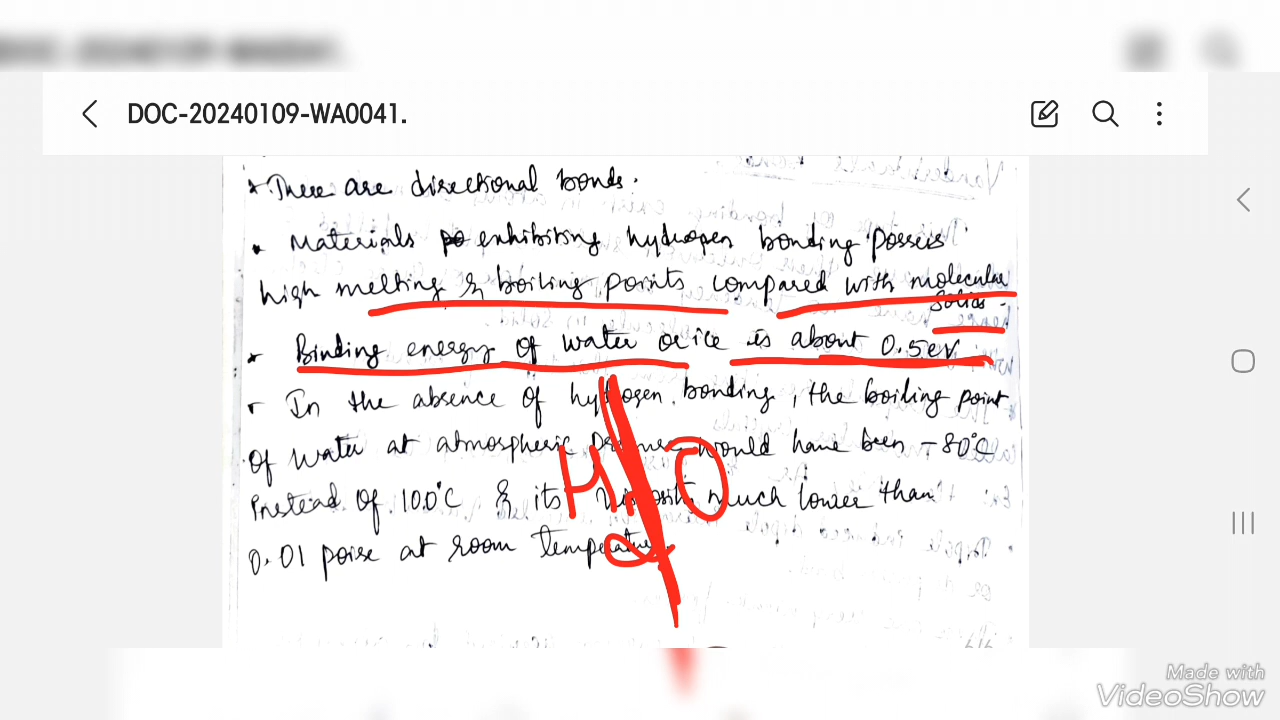 DOC-20240109-WA0041.
There are directional bonds.
Materials exhibiting hydrogen bonding possess
high melting & boiling points compared with molecular
solids.
Binding energy of water or ice is about 0.5eV
In the absence of hydrogen bonding, the boiling point
of water at atmospheric would have been -80°C
instead of 100°C & its viscosity much lower than
0.01 poise at room temperature.
H2O
Made with
VideoShow